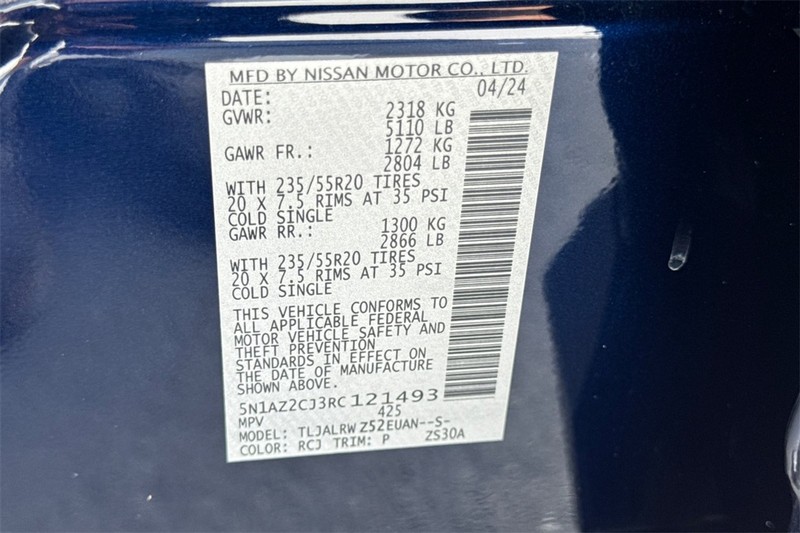 MFD BY NISSAN MOTOR CO., LTD.
DATE: 04/24
GVWR: 2318 KG
5110 LB
GAWR FR.: 1272 KG
2804 LB
WITH 235/55R20 TIRES
20 X 7.5 RIMS AT 35 PSI
COLD SINGLE
GAWR RR.: 1300 KG
2866 LB
WITH 235/55R20 TIRES
20 X 7.5 RIMS AT 35 PSI
COLD SINGLE
THIS VEHICLE CONFORMS TO
ALL APPLICABLE FEDERAL
MOTOR VEHICLE SAFETY AND
THEFT PREVENTION
STANDARDS IN EFFECT ON
THE DATE OF MANUFACTURE
SHOWN ABOVE.
5N1AZ2CJ3RC121493
MPV 425
MODEL: TLJALRWZ52EUAN--S-
COLOR: RCJ TRIM: P ZS30A